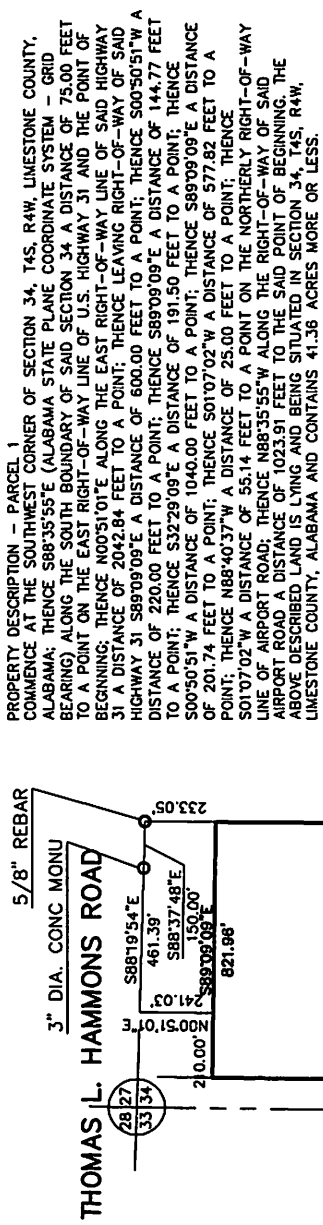 PROPERTY DESCRIPTION - PARCEL 1
COMMENCE AT THE SOUTHWEST CORNER OF SECTION 34, T4S, R4W, LIMESTONE COUNTY,
ALABAMA; THENCE S88°35'55"E (ALABAMA STATE PLANE COORDINATE SYSTEM - GRID
BEARING) ALONG THE SOUTH BOUNDARY OF SAID SECTION 34 A DISTANCE OF 75.00 FEET
TO A POINT ON THE EAST RIGHT-OF-WAY LINE OF U.S. HIGHWAY 31 AND THE POINT OF
BEGINNING; THENCE N00°51'01"E ALONG THE EAST RIGHT-OF-WAY LINE OF SAID HIGHWAY
31 A DISTANCE OF 2042.84 FEET TO A POINT; THENCE LEAVING RIGHT-OF-WAY OF SAID
HIGHWAY 31 S89°09'09"E A DISTANCE OF 600.00 FEET TO A POINT; THENCE S00°50'51"W A
DISTANCE OF 220.00 FEET TO A POINT; THENCE S89°09'09"E A DISTANCE OF 144.77 FEET
TO A POINT; THENCE S32°29'09"E A DISTANCE OF 191.50 FEET TO A POINT; THENCE
S00°50'51"W A DISTANCE OF 1040.00 FEET TO A POINT; THENCE S89°09'09"E A DISTANCE
OF 201.74 FEET TO A POINT; THENCE S01°07'02"W A DISTANCE OF 577.82 FEET TO A
POINT; THENCE N88°40'37"W A DISTANCE OF 25.00 FEET TO A POINT; THENCE
S01°07'02"W A DISTANCE OF 55.14 FEET TO A POINT ON THE NORTHERLY RIGHT-OF-WAY
LINE OF AIRPORT ROAD; THENCE N88°35'55"W ALONG THE RIGHT-OF-WAY OF SAID
AIRPORT ROAD A DISTANCE OF 1023.91 FEET TO THE SAID POINT OF BEGINNING. THE
ABOVE DESCRIBED LAND IS LYING AND BEING SITUATED IN SECTION 34, T4S, R4W,
LIMESTONE COUNTY, ALABAMA AND CONTAINS 41.36 ACRES MORE OR LESS.
5/8" REBAR
3" DIA. CONC MONU
THOMAS L. HAMMONS ROAD
28 27
33 34
S88°19'54"E
461.39'
S88°37'48"E
150.00'
233.05'
N00°51'01"E
241.03'
210.00'
S89°09'09"E
821.96'